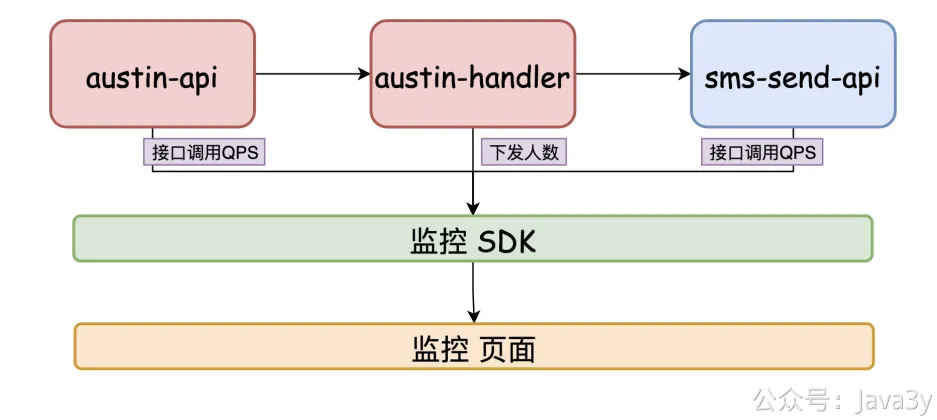 austin-api
austin-handler
sms-send-api
接口调用QPS
下发人数
接口调用QPS
监控 SDK
监控 页面
公众号：Java3y